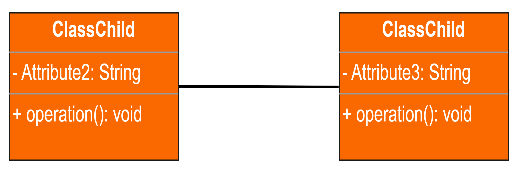 ClassChild
- Attribute2: String
+ operation(): void
ClassChild
- Attribute3: String
+ operation(): void